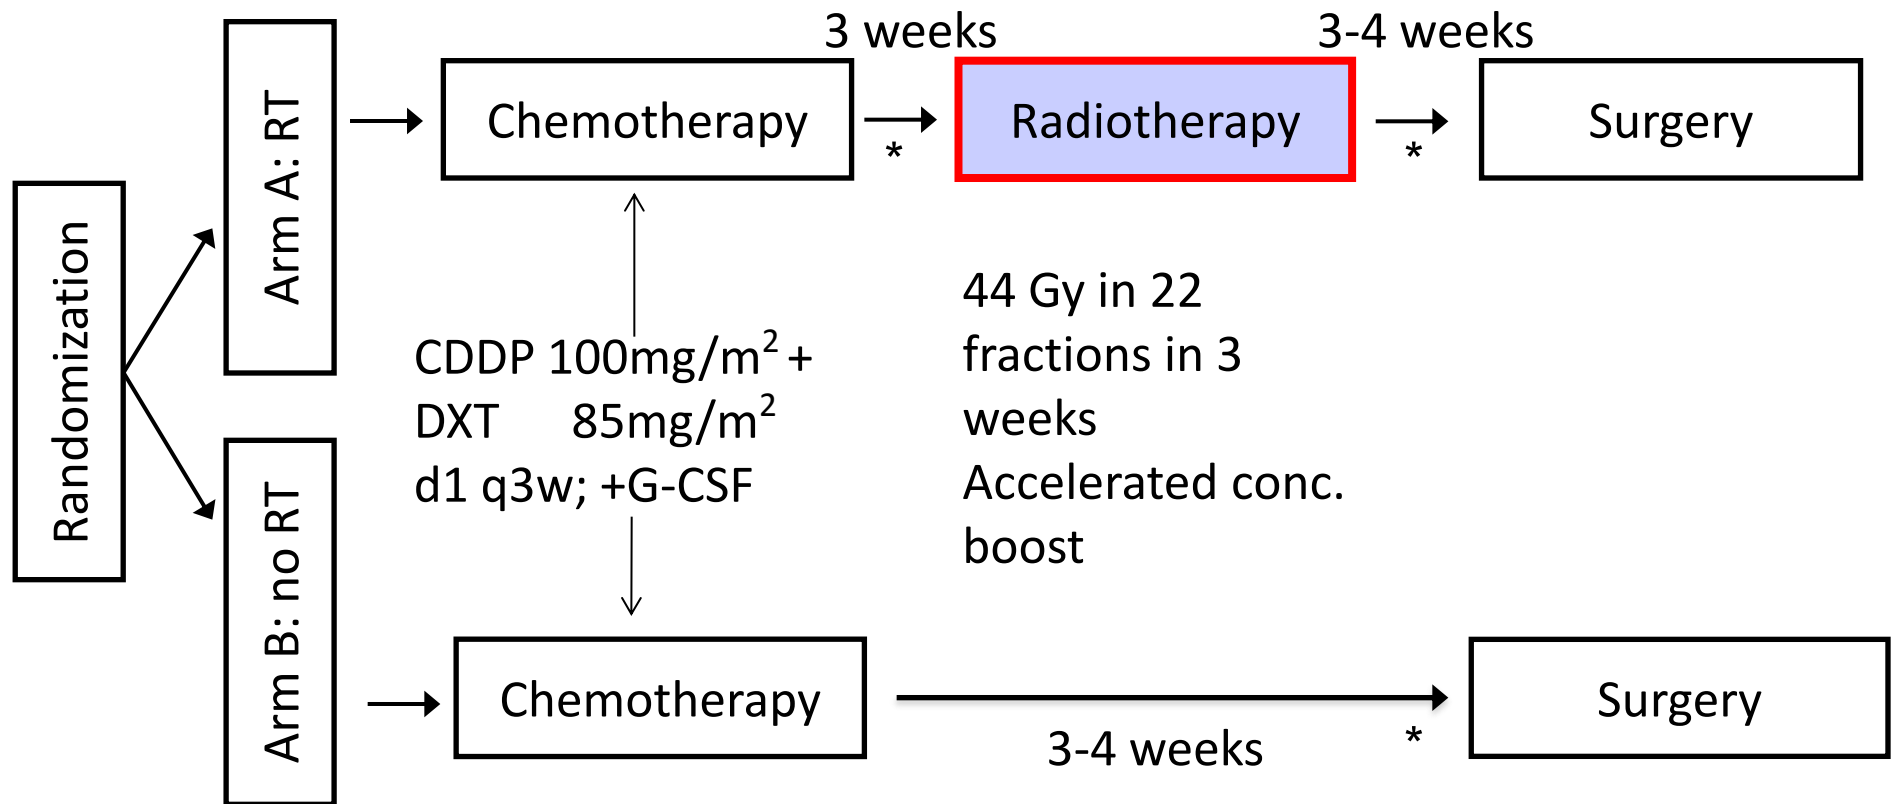 Randomization
Arm A: RT
Chemotherapy
3 weeks
*
Radiotherapy
3-4 weeks
*
Surgery
CDDP 100mg/m² +
DXT 85mg/m²
d1 q3w; +G-CSF
44 Gy in 22
fractions in 3
weeks
Accelerated conc.
boost
Arm B: no RT
Chemotherapy
3-4 weeks
*
Surgery